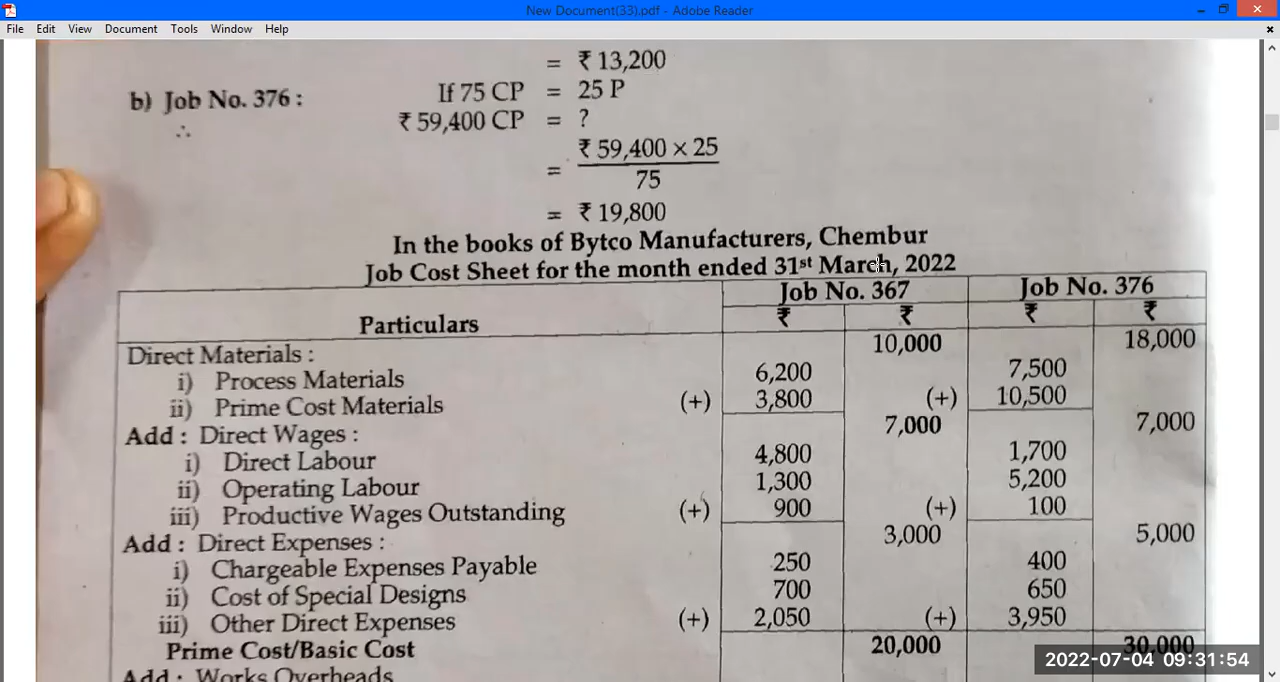 New Document(33).pdf - Adobe Reader
File Edit View Document Tools Window Help
= ₹ 13,200
b) Job No. 376 : If 75 CP = 25 P
∴ ₹ 59,400 CP = ?
= ₹ 59,400 × 25
75
= ₹ 19,800
In the books of Bytco Manufacturers, Chembur
Job Cost Sheet for the month ended 31st March, 2022
Particulars Job No. 367 Job No. 376
₹ ₹ ₹ ₹
Direct Materials : 10,000 18,000
i) Process Materials 6,200 7,500
ii) Prime Cost Materials (+) 3,800 (+) 10,500
Add : Direct Wages : 7,000 7,000
i) Direct Labour 4,800 1,700
ii) Operating Labour 1,300 5,200
iii) Productive Wages Outstanding (+) 900 (+) 100
Add : Direct Expenses : 3,000 5,000
i) Chargeable Expenses Payable 250 400
ii) Cost of Special Designs 700 650
iii) Other Direct Expenses (+) 2,050 (+) 3,950
Prime Cost/Basic Cost 20,000 30,000
Add : Works Overheads
2022-07-04 09:31:54